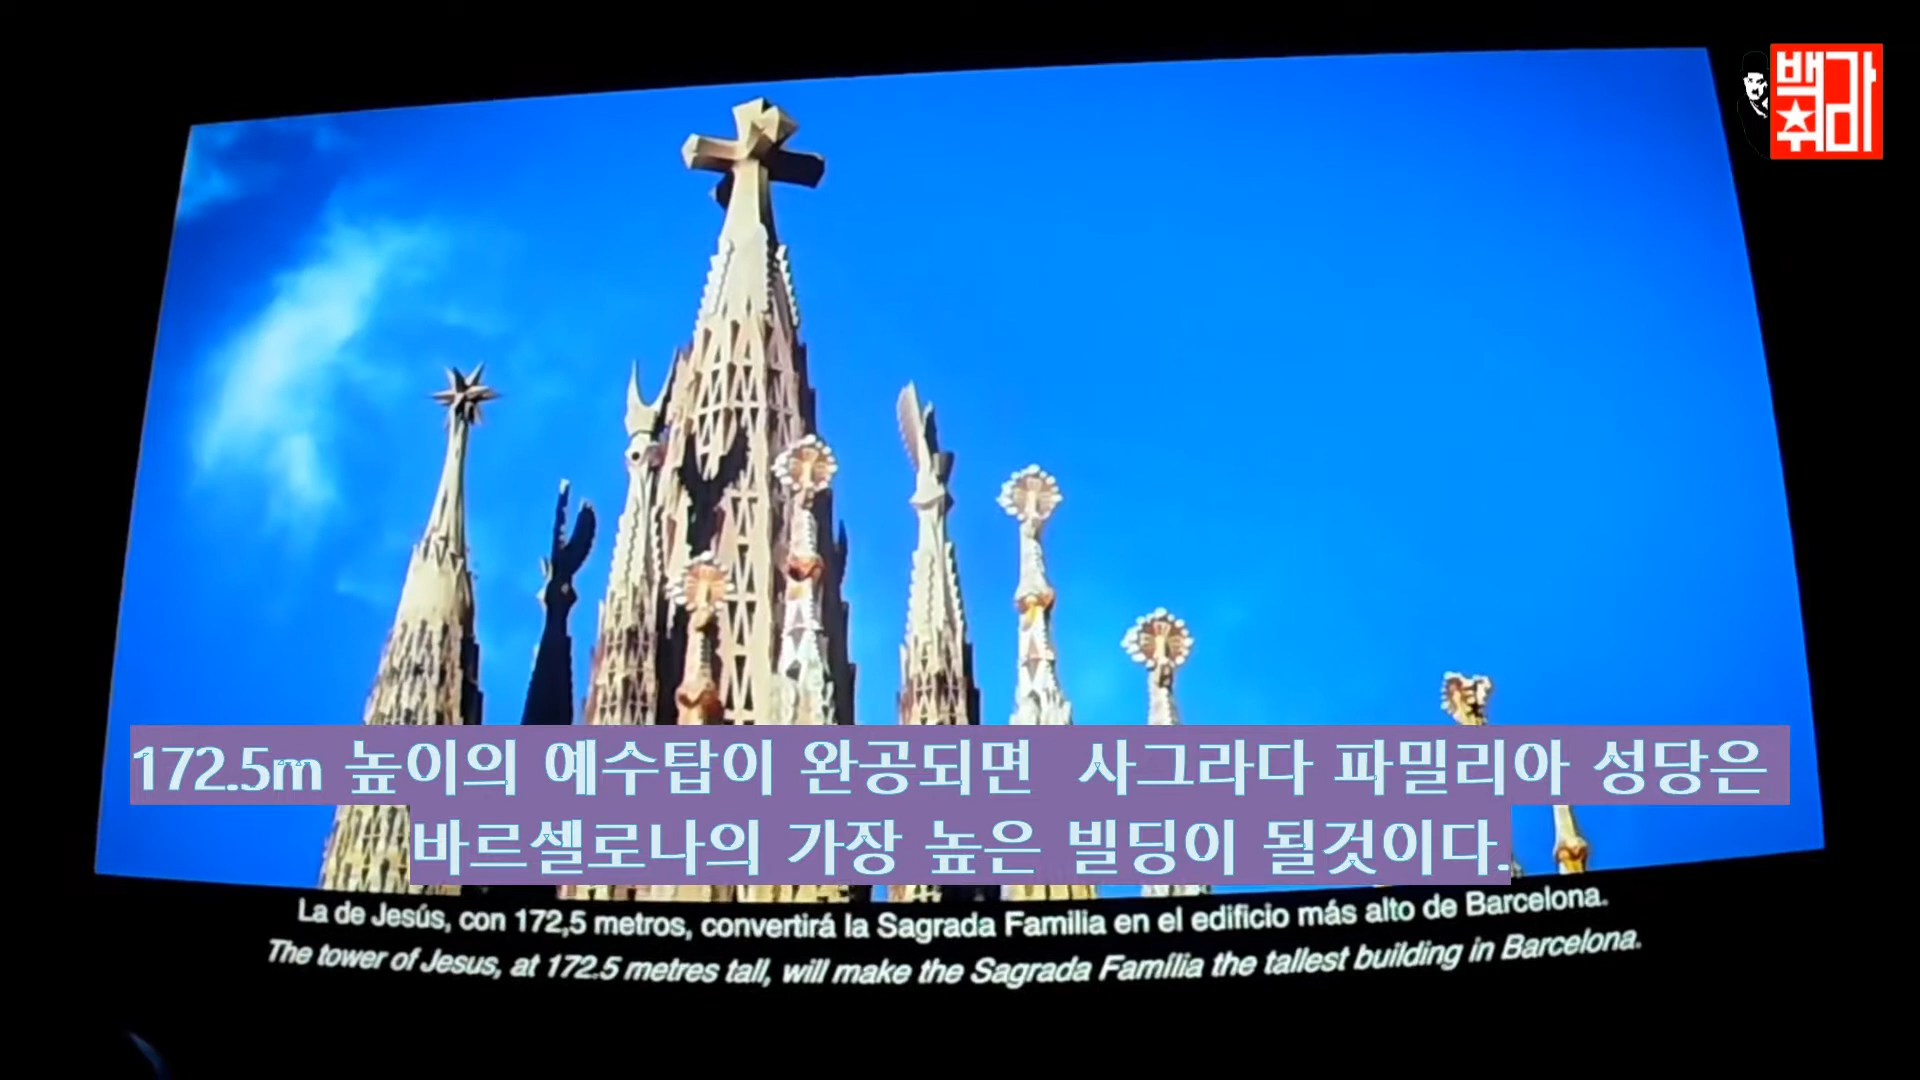 백가
취미
172.5m 높이의 예수탑이 완공되면 사그라다 파밀리아 성당은
바르셀로나의 가장 높은 빌딩이 될것이다.
La de Jesús, con 172,5 metros, convertirá la Sagrada Familia en el edificio más alto de Barcelona.
The tower of Jesus, at 172.5 metres tall, will make the Sagrada Família the tallest building in Barcelona.